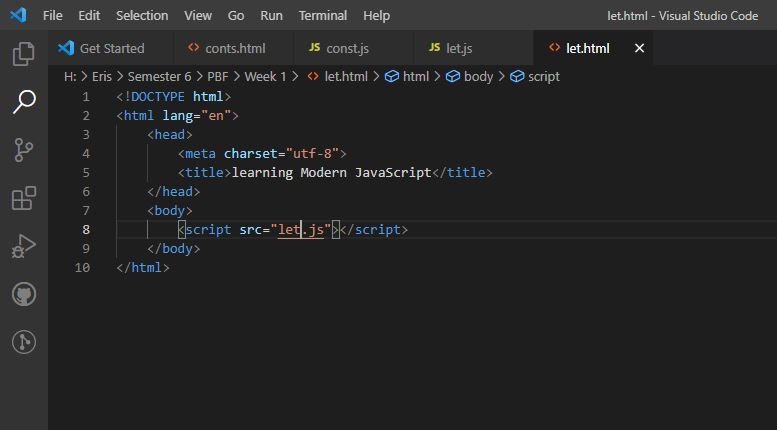 File Edit Selection View Go Run Terminal Help let.html - Visual Studio Code
Get Started conts.html JS const.js JS let.js let.html
H: > Eris > Semester 6 > PBF > Week 1 > let.html > html > body > script
1 <!DOCTYPE html>
2 <html lang="en">
3 <head>
4 <meta charset="utf-8">
5 <title>learning Modern JavaScript</title>
6 </head>
7 <body>
8 <script src="let.js"></script>
9 </body>
10 </html>